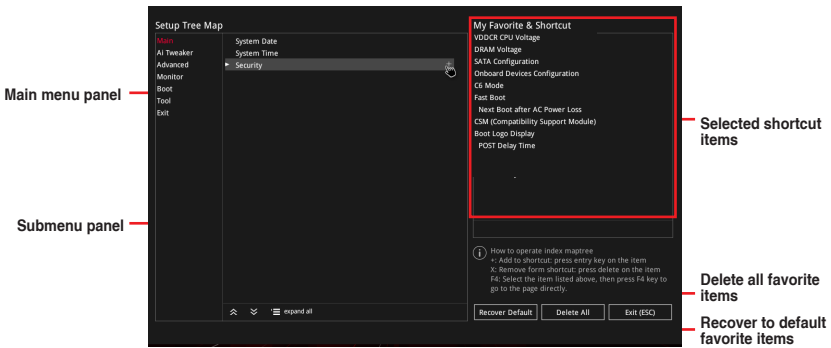 Setup Tree Map
Main
Ai Tweaker
Advanced
Monitor
Boot
Tool
Exit
System Date
System Time
Security
expand all
My Favorite & Shortcut
VDDCR CPU Voltage
DRAM Voltage
SATA Configuration
Onboard Devices Configuration
C6 Mode
Fast Boot
Next Boot after AC Power Loss
CSM (Compatibility Support Module)
Boot Logo Display
POST Delay Time
How to operate index maptree
+: Add to shortcut: press entry key on the item
X: Remove form shortcut: press delete on the item
F4: Select the item listed above, then press F4 key to
go to the page directly.
Recover Default
Delete All
Exit (ESC)
Main menu panel
Submenu panel
Selected shortcut
items
Delete all favorite
items
Recover to default
favorite items